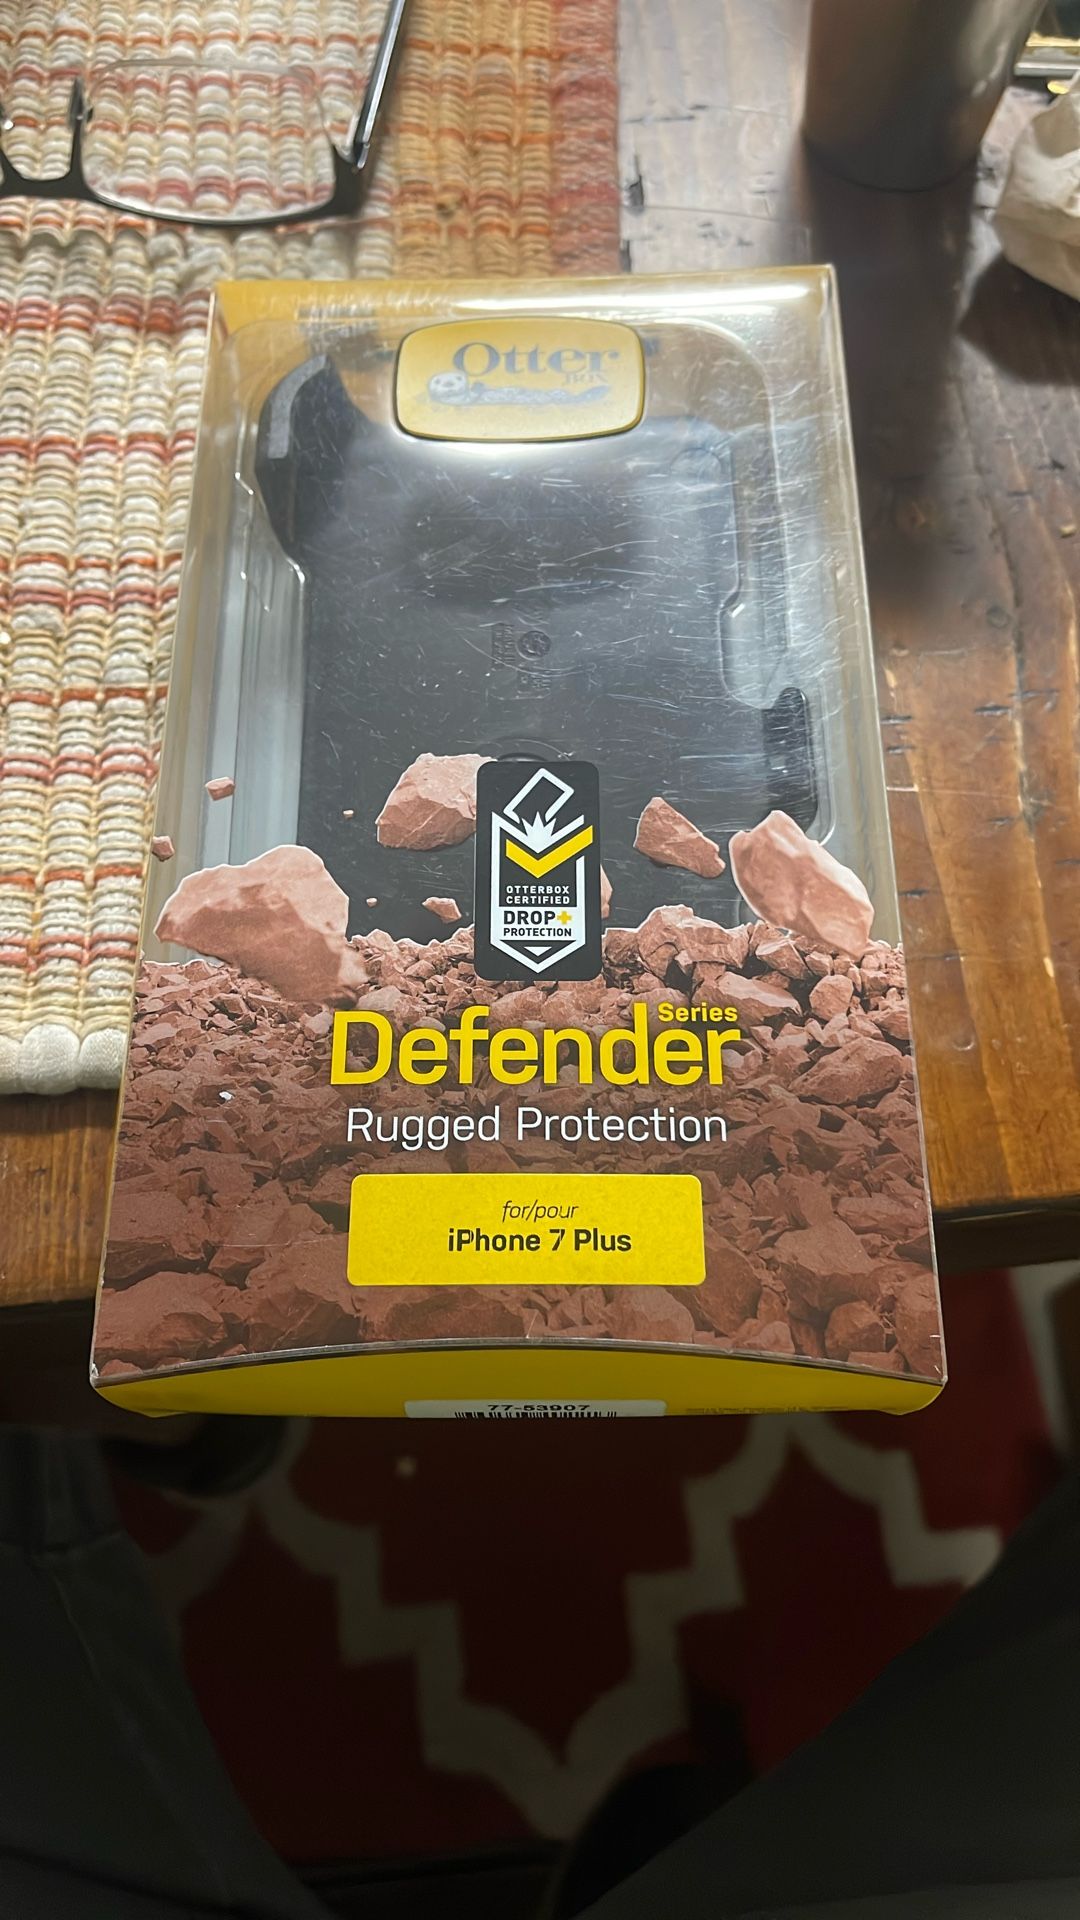 Otter
BOX
OTTERBOX
CERTIFIED
DROP+
PROTECTION
Defender Series
Rugged Protection
for/pour
iPhone 7 Plus
77-53907